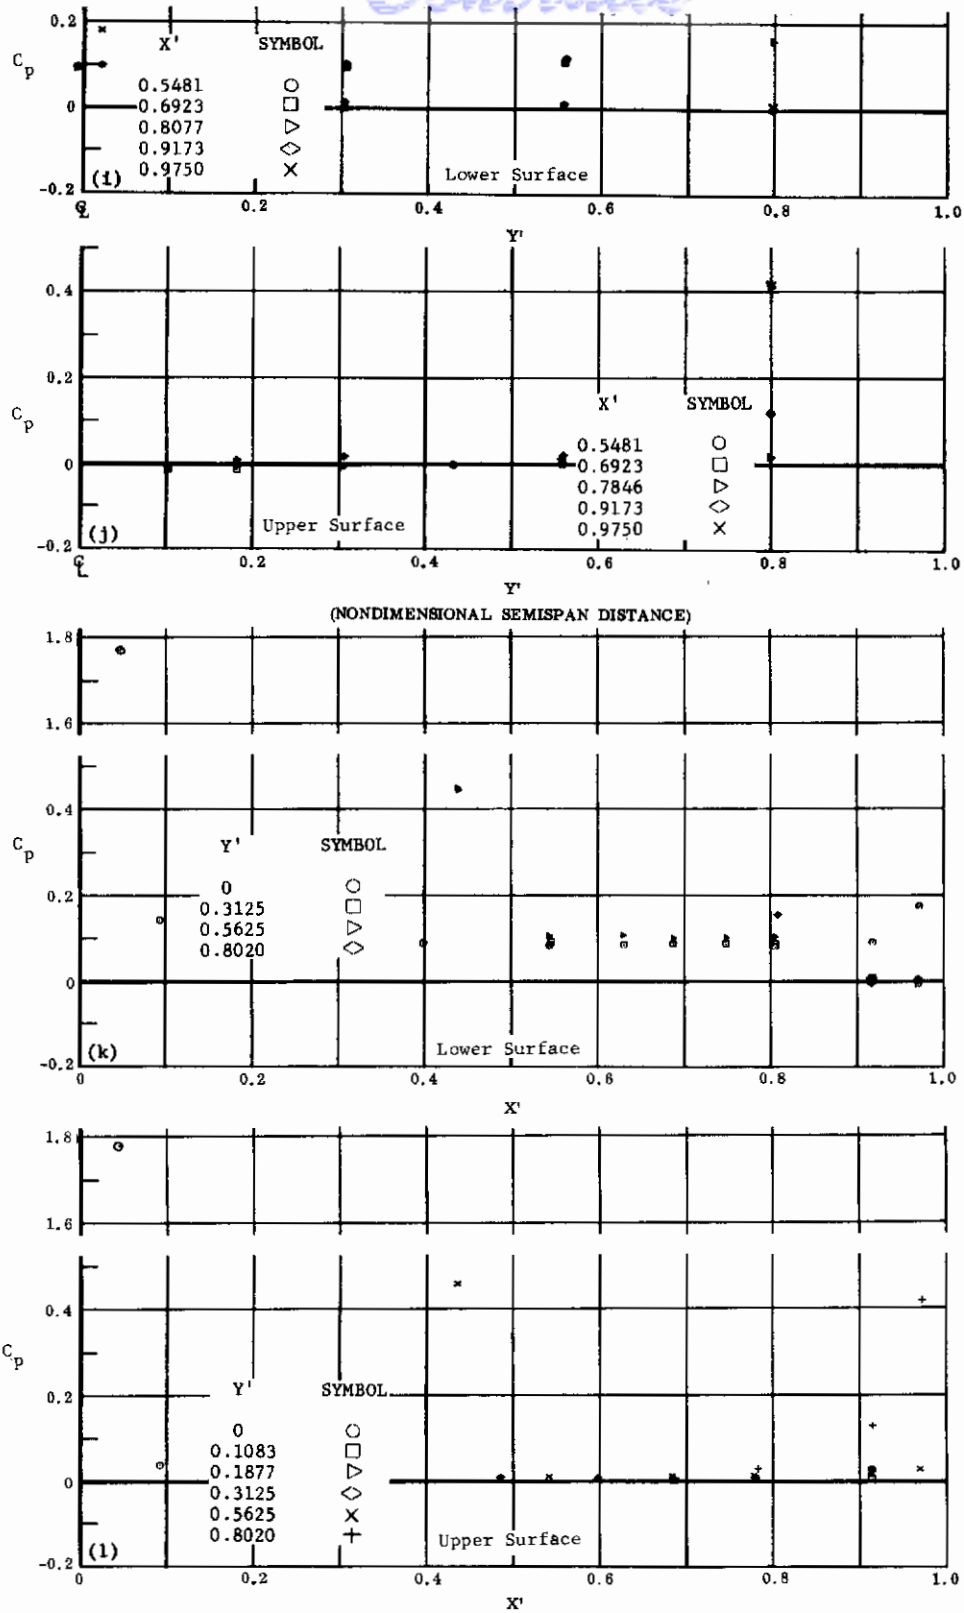 0.2
X' SYMBOL
C_p
0.5481 ○
0 0.6923 □
0.8077 ▷
0.9173 ◇
0.9750 ×
-0.2 (i) Lower Surface
℄ 0.2 0.4 0.6 0.8 1.0
Y'
0.4
0.2
X' SYMBOL
C_p
0.5481 ○
0 0.6923 □
0.7846 ▷
0.9173 ◇
(j) Upper Surface 0.9750 ×
-0.2
℄ 0.2 0.4 0.6 0.8 1.0
Y'
(NONDIMENSIONAL SEMISPAN DISTANCE)
1.8
1.6
0.4
C_p Y' SYMBOL
0.2 0 ○
0.3125 □
0.5625 ▷
0.8020 ◇
0
(k) Lower Surface
-0.2
0 0.2 0.4 0.6 0.8 1.0
X'
1.8
1.6
0.4
C_p
0.2 Y' SYMBOL
0 ○
0.1083 □
0 0.1877 ▷
0.3125 ◇
0.5625 ×
0.8020 +
(l) Upper Surface
-0.2
0 0.2 0.4 0.6 0.8 1.0
X'